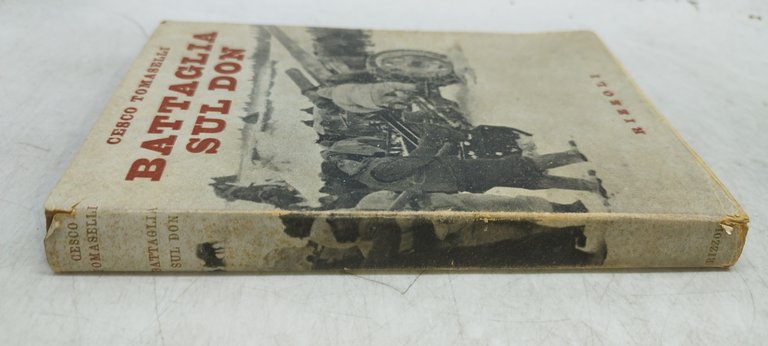 CESCO TOMASELLI
BATTAGLIA
SUL DON
RIZZOLI
CESCO
TOMASELLI
BATTAGLIA
SUL DON
RIZZOLI